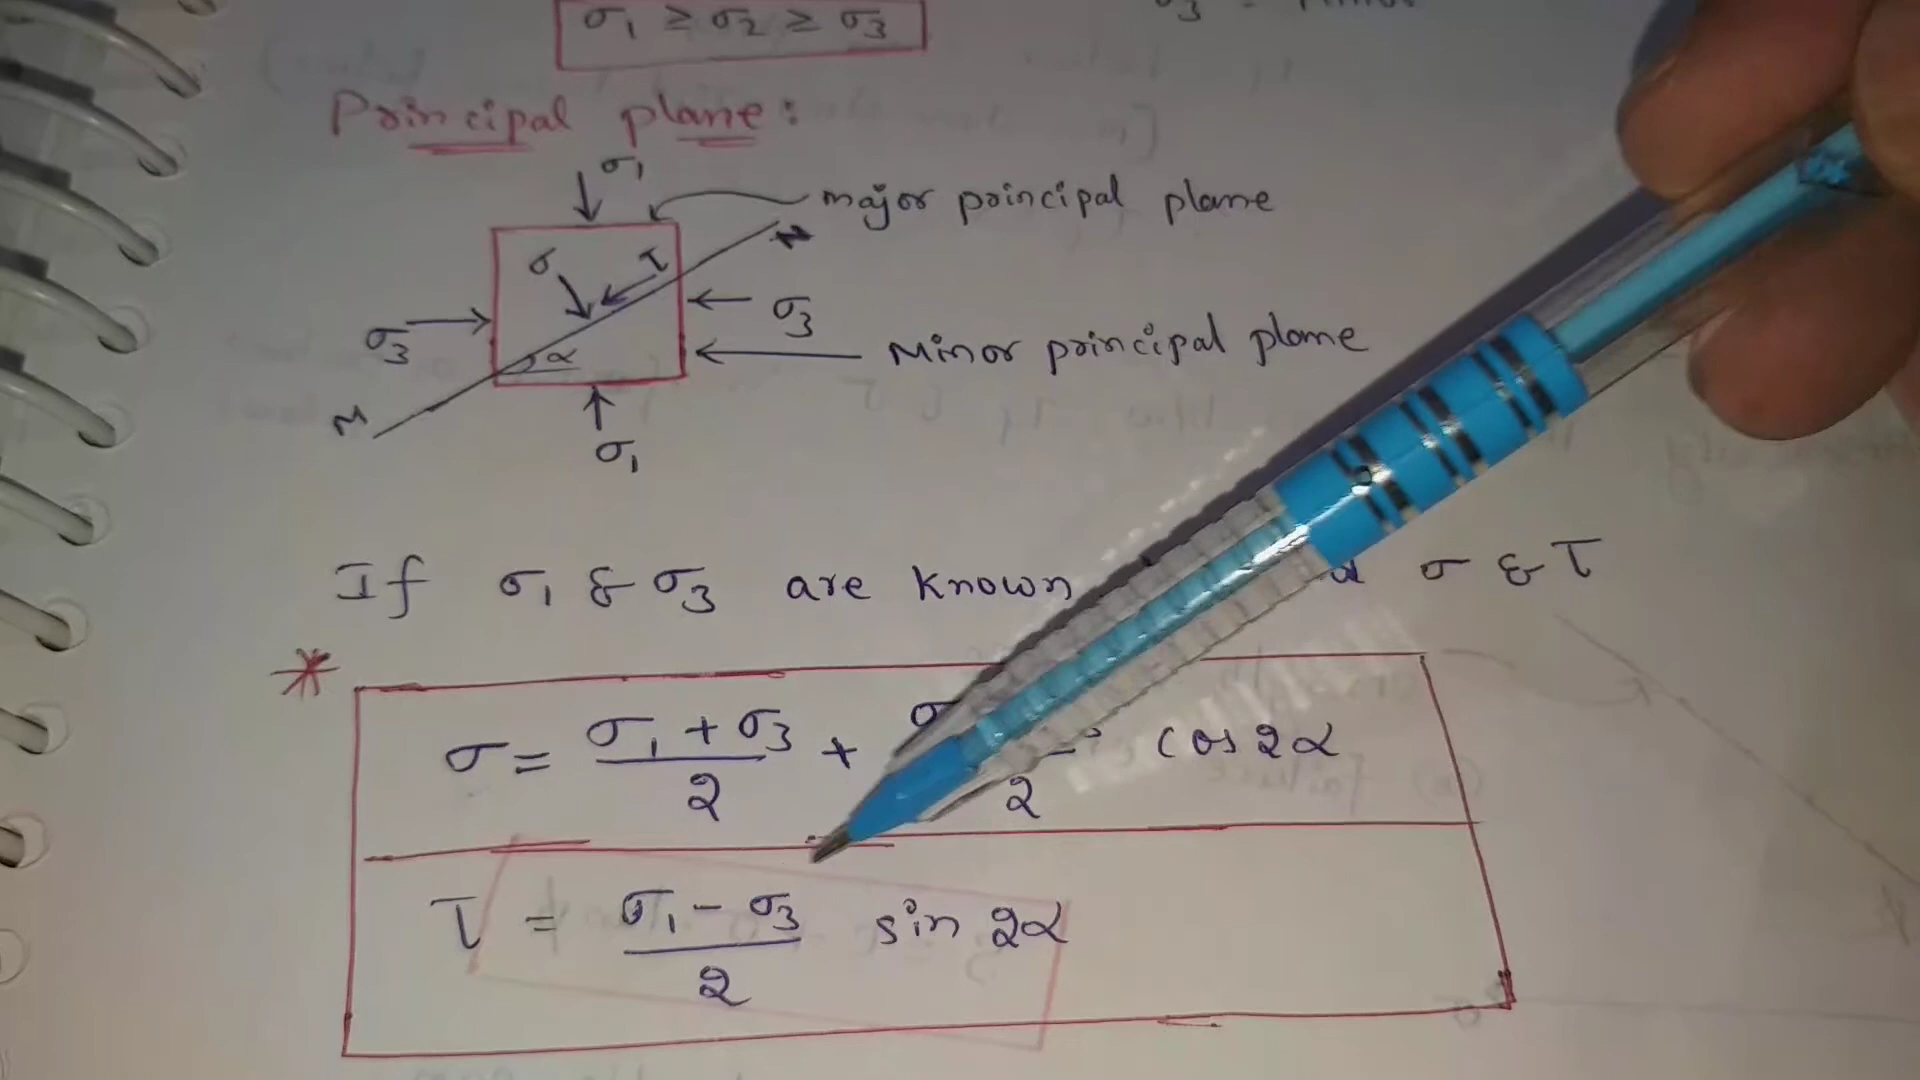 σ₁ ≥ σ₂ ≥ σ₃
σ₃
Principal plane:
σ₁
major principal plane
N
σ τ
σ₃
σ₃
α
Minor principal plane
M
σ₁
If σ₁ & σ₃ are known σ & τ
*
σ = (σ₁ + σ₃)/2 + σ /2 cos 2α
τ = (σ₁ - σ₃)/2 sin 2α